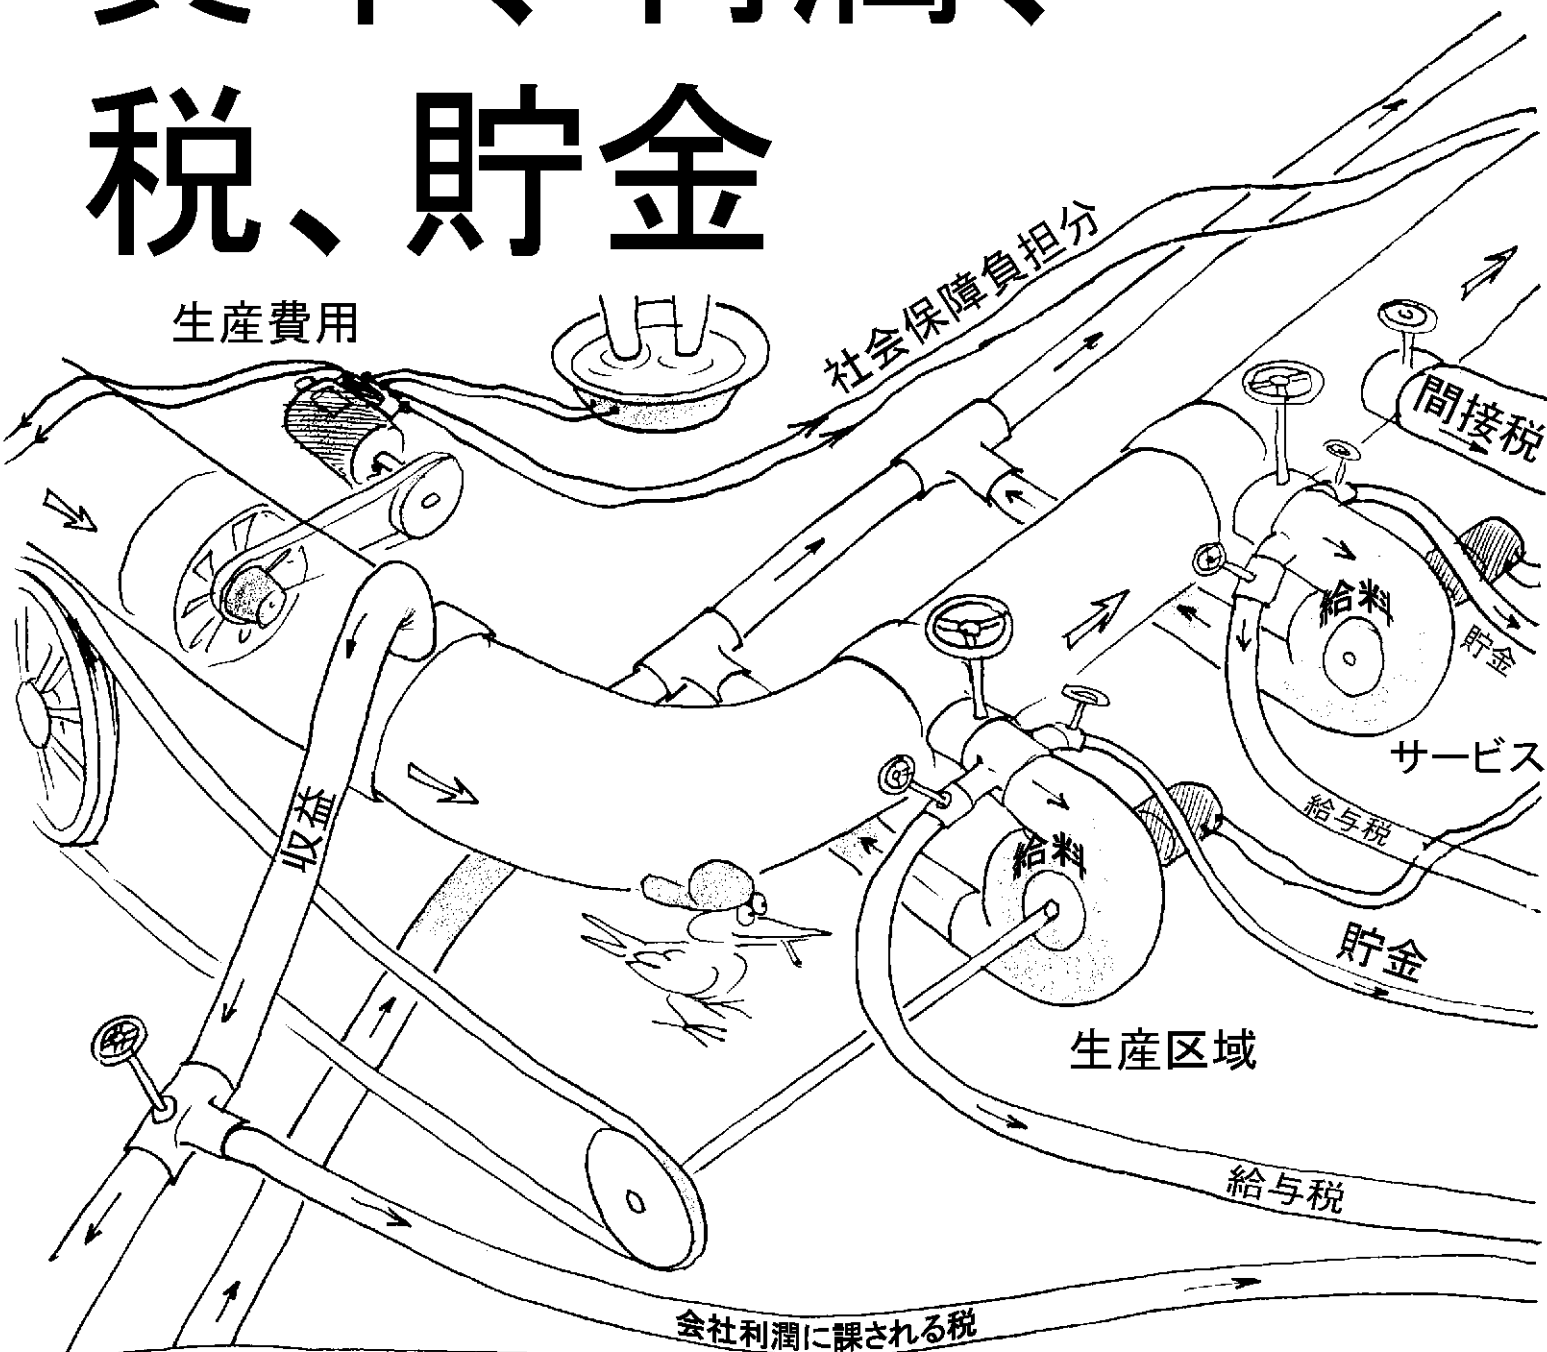 税、貯金
生産費用
社会保障負担分
間接税
給料
貯金
サービス
給与税
収益
給料
貯金
生産区域
給与税
会社利潤に課される税